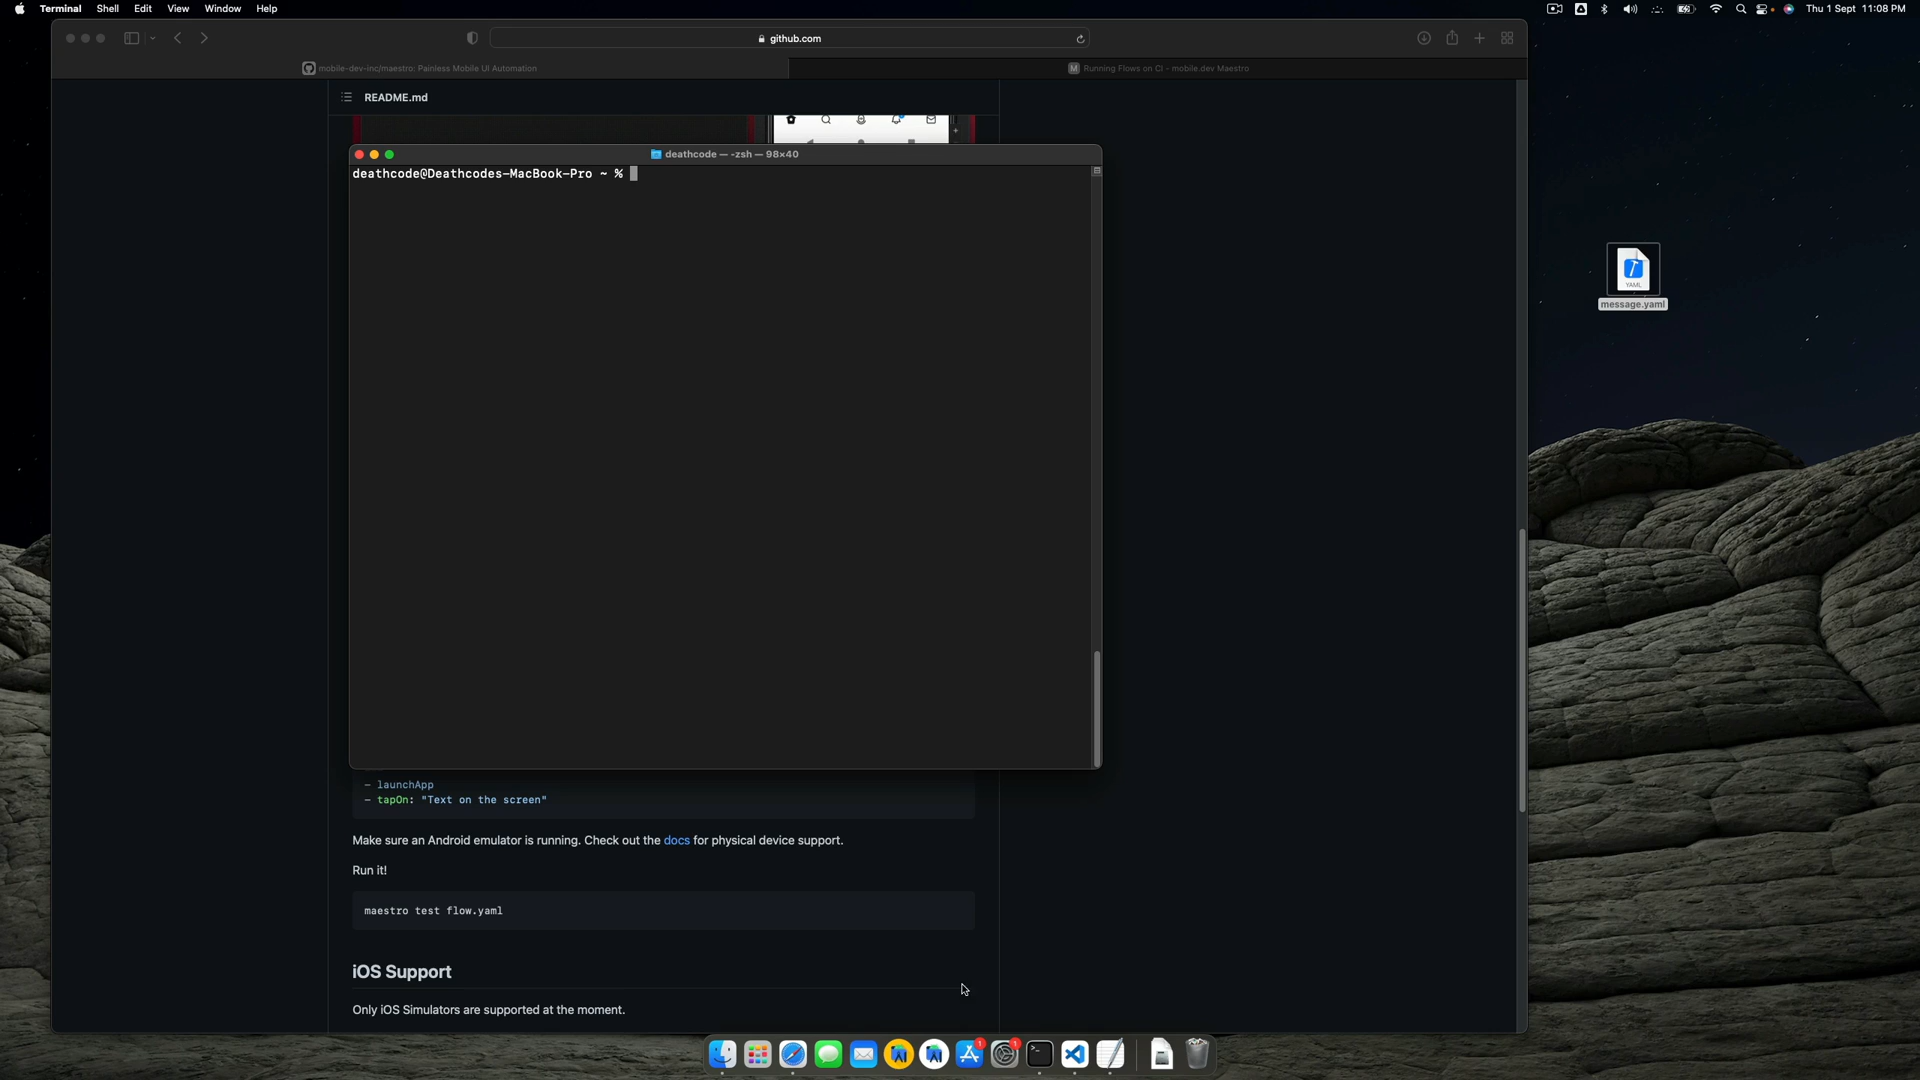 Terminal Shell Edit View Window Help
Thu 1 Sept 11:08 PM
github.com
mobile-dev-inc/maestro: Painless Mobile UI Automation
M Running Flows on CI - mobile.dev Maestro
README.md
deathcode — -zsh — 98×40
deathcode@Deathcodes-MacBook-Pro ~ %
YAML
message.yaml
- launchApp
- tapOn: "Text on the screen"
Make sure an Android emulator is running. Check out the docs for physical device support.
Run it!
maestro test flow.yaml
iOS Support
Only iOS Simulators are supported at the moment.
1
1